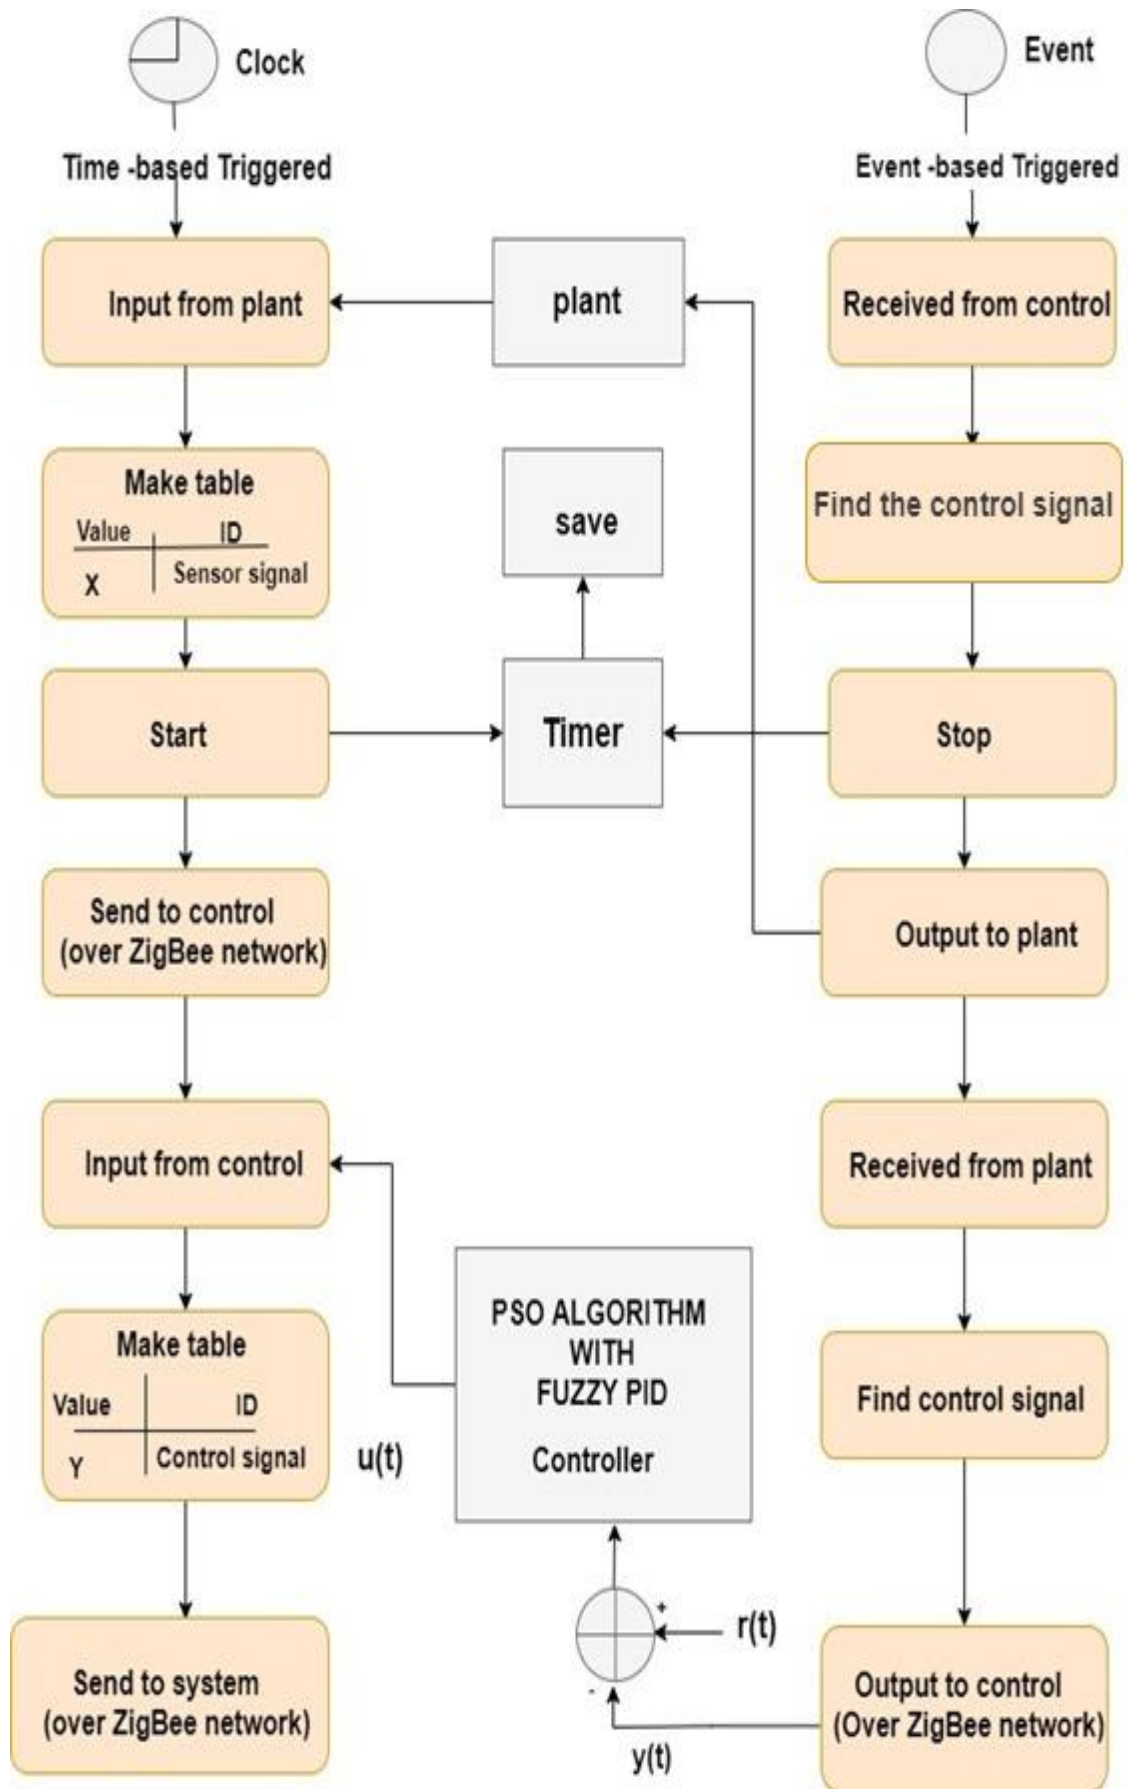 Clock
Time -based Triggered
Input from plant
Make table
Value ID
X Sensor signal
Start
Send to control
(over ZigBee network)
Input from control
Make table
Value ID
Y Control signal
Send to system
(over ZigBee network)
plant
save
Timer
u(t)
PSO ALGORITHM
WITH
FUZZY PID
Controller
+
r(t)
-
y(t)
Event
Event -based Triggered
Received from control
Find the control signal
Stop
Output to plant
Received from plant
Find control signal
Output to control
(Over ZigBee network)